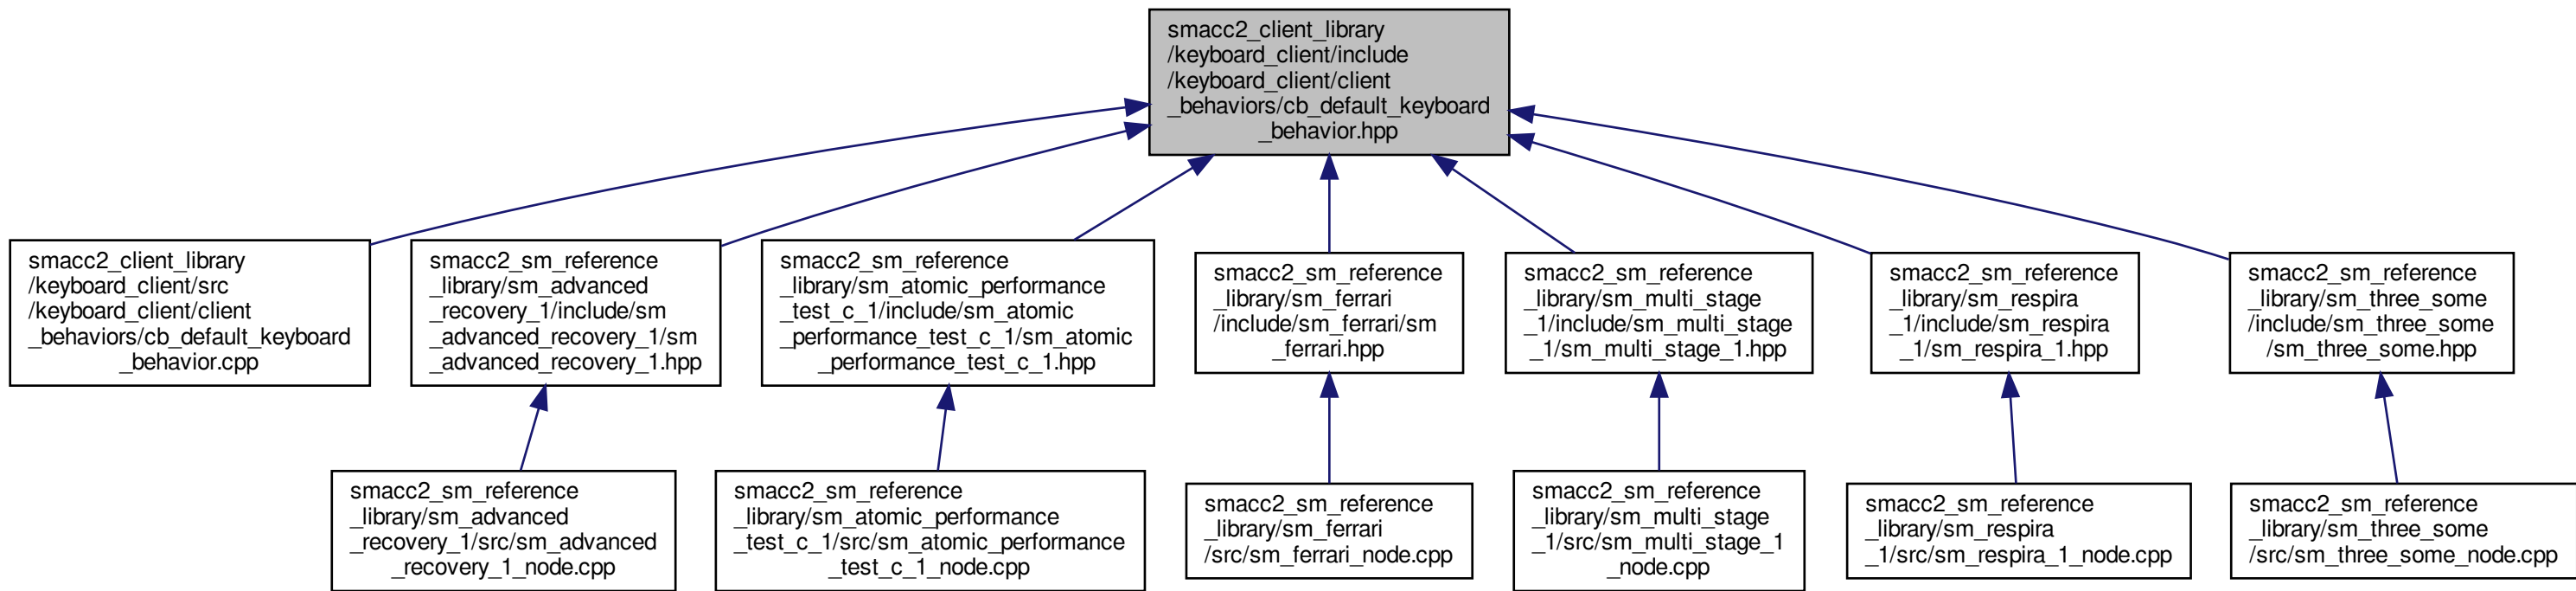 smacc2_client_library
/keyboard_client/include
/keyboard_client/client
_behaviors/cb_default_keyboard
_behavior.hpp
smacc2_client_library
/keyboard_client/src
/keyboard_client/client
_behaviors/cb_default_keyboard
_behavior.cpp
smacc2_sm_reference
_library/sm_advanced
_recovery_1/include/sm
_advanced_recovery_1/sm
_advanced_recovery_1.hpp
smacc2_sm_reference
_library/sm_atomic_performance
_test_c_1/include/sm_atomic
_performance_test_c_1/sm_atomic
_performance_test_c_1.hpp
smacc2_sm_reference
_library/sm_ferrari
/include/sm_ferrari/sm
_ferrari.hpp
smacc2_sm_reference
_library/sm_multi_stage
_1/include/sm_multi_stage
_1/sm_multi_stage_1.hpp
smacc2_sm_reference
_library/sm_respira
_1/include/sm_respira
_1/sm_respira_1.hpp
smacc2_sm_reference
_library/sm_three_some
/include/sm_three_some
/sm_three_some.hpp
smacc2_sm_reference
_library/sm_advanced
_recovery_1/src/sm_advanced
_recovery_1_node.cpp
smacc2_sm_reference
_library/sm_atomic_performance
_test_c_1/src/sm_atomic_performance
_test_c_1_node.cpp
smacc2_sm_reference
_library/sm_ferrari
/src/sm_ferrari_node.cpp
smacc2_sm_reference
_library/sm_multi_stage
_1/src/sm_multi_stage_1
_node.cpp
smacc2_sm_reference
_library/sm_respira
_1/src/sm_respira_1_node.cpp
smacc2_sm_reference
_library/sm_three_some
/src/sm_three_some_node.cpp